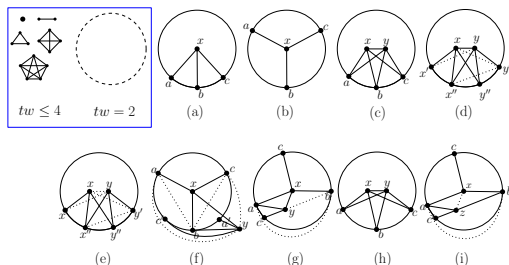 tw ≤ 4 tw = 2
x a b c
(a)
a c x b
(b)
x y a b c
(c)
x y x' x'' y'' y'
(d)
x y x x'' y'' y'
(e)
a c x c b a' y
(f)
c x a y c b
(g)
x y a b c
(h)
c x a z c b
(i)